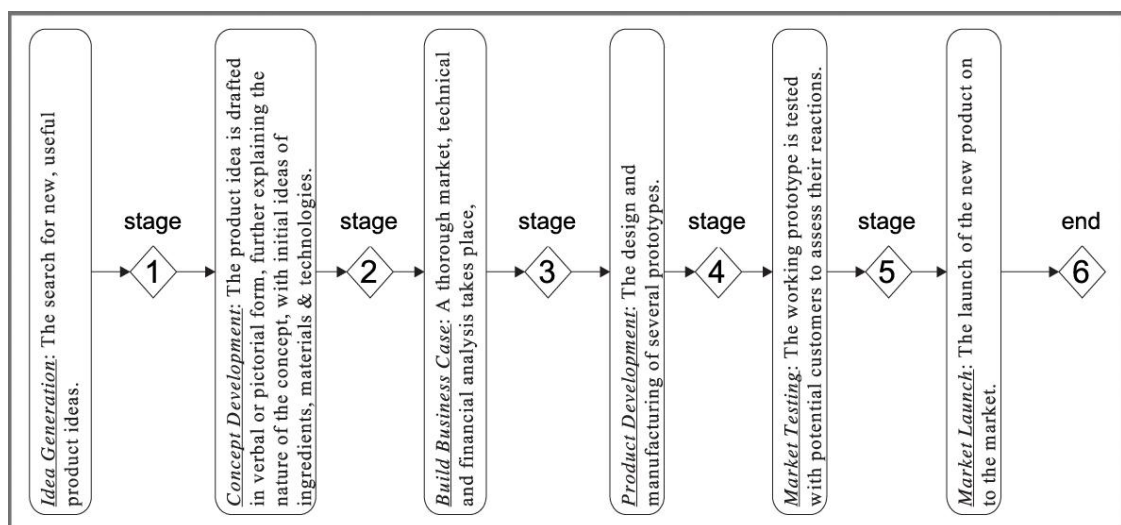 Idea Generation: The search for new, useful
product ideas.
stage
1
Concept Development: The product idea is drafted
in verbal or pictorial form, further explaining the
nature of the concept, with initial ideas of
ingredients, materials & technologies.
stage
2
Build Business Case: A thorough market, technical
and financial analysis takes place,
stage
3
Product Development: The design and
manufacturing of several prototypes.
stage
4
Market Testing: The working prototype is tested
with potential customers to assess their reactions.
stage
5
Market Launch: The launch of the new product on
to the market.
end
6